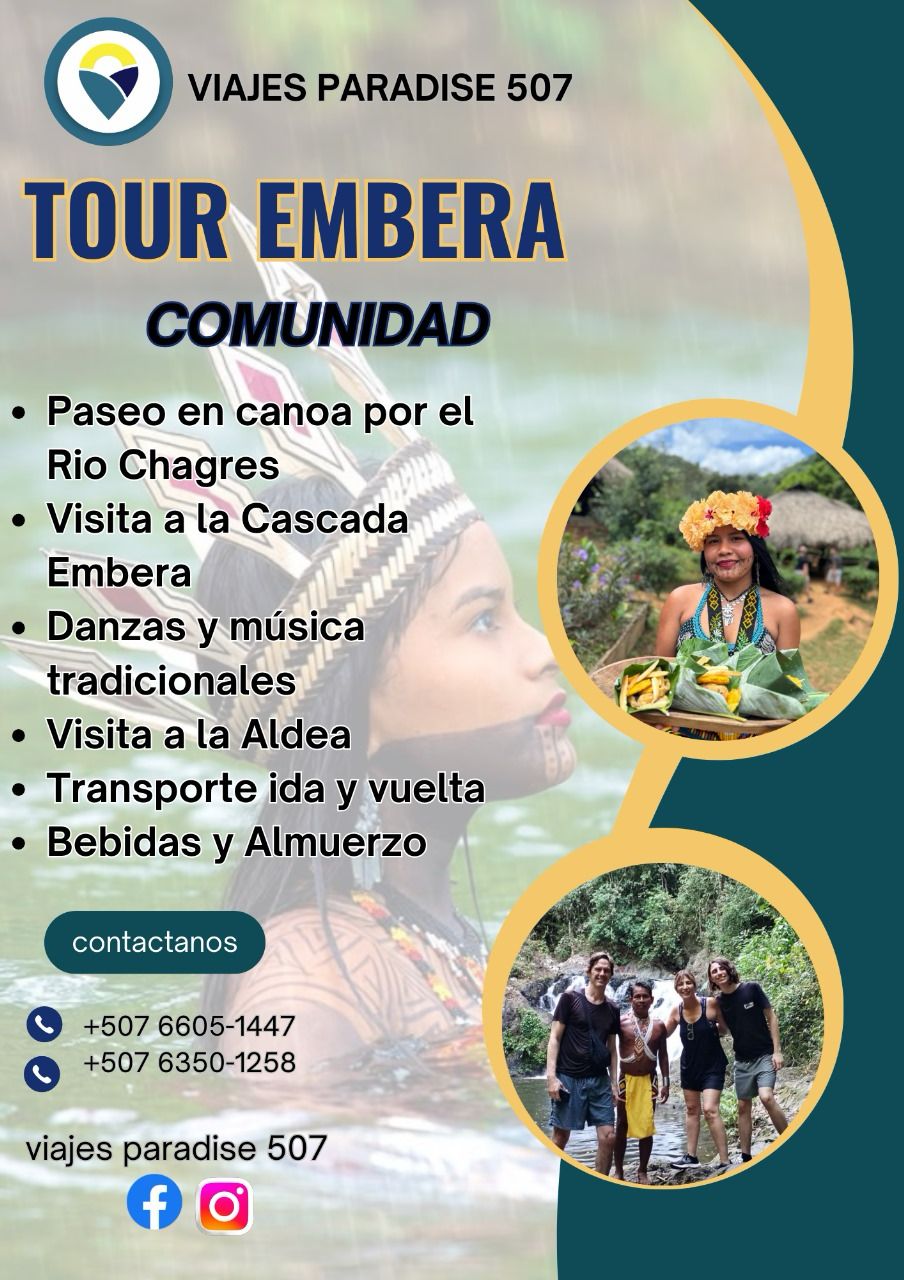 VIAJES PARADISE 507
TOUR EMBERA
COMUNIDAD
• Paseo en canoa por el
Rio Chagres
• Visita a la Cascada
Embera
• Danzas y música
tradicionales
• Visita a la Aldea
• Transporte ida y vuelta
• Bebidas y Almuerzo
contactanos
+507 6605-1447
+507 6350-1258
viajes paradise 507